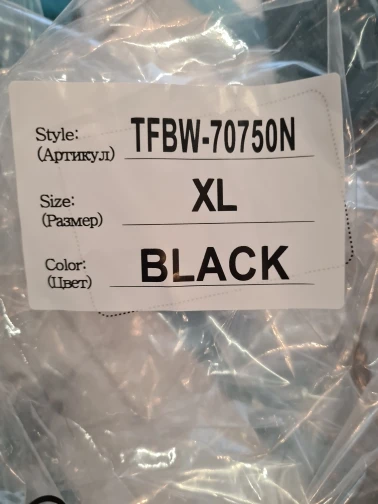 Style: TFBW-70750N
(Артикул)
Size: XL
(Размер)
Color: BLACK
(Цвет)